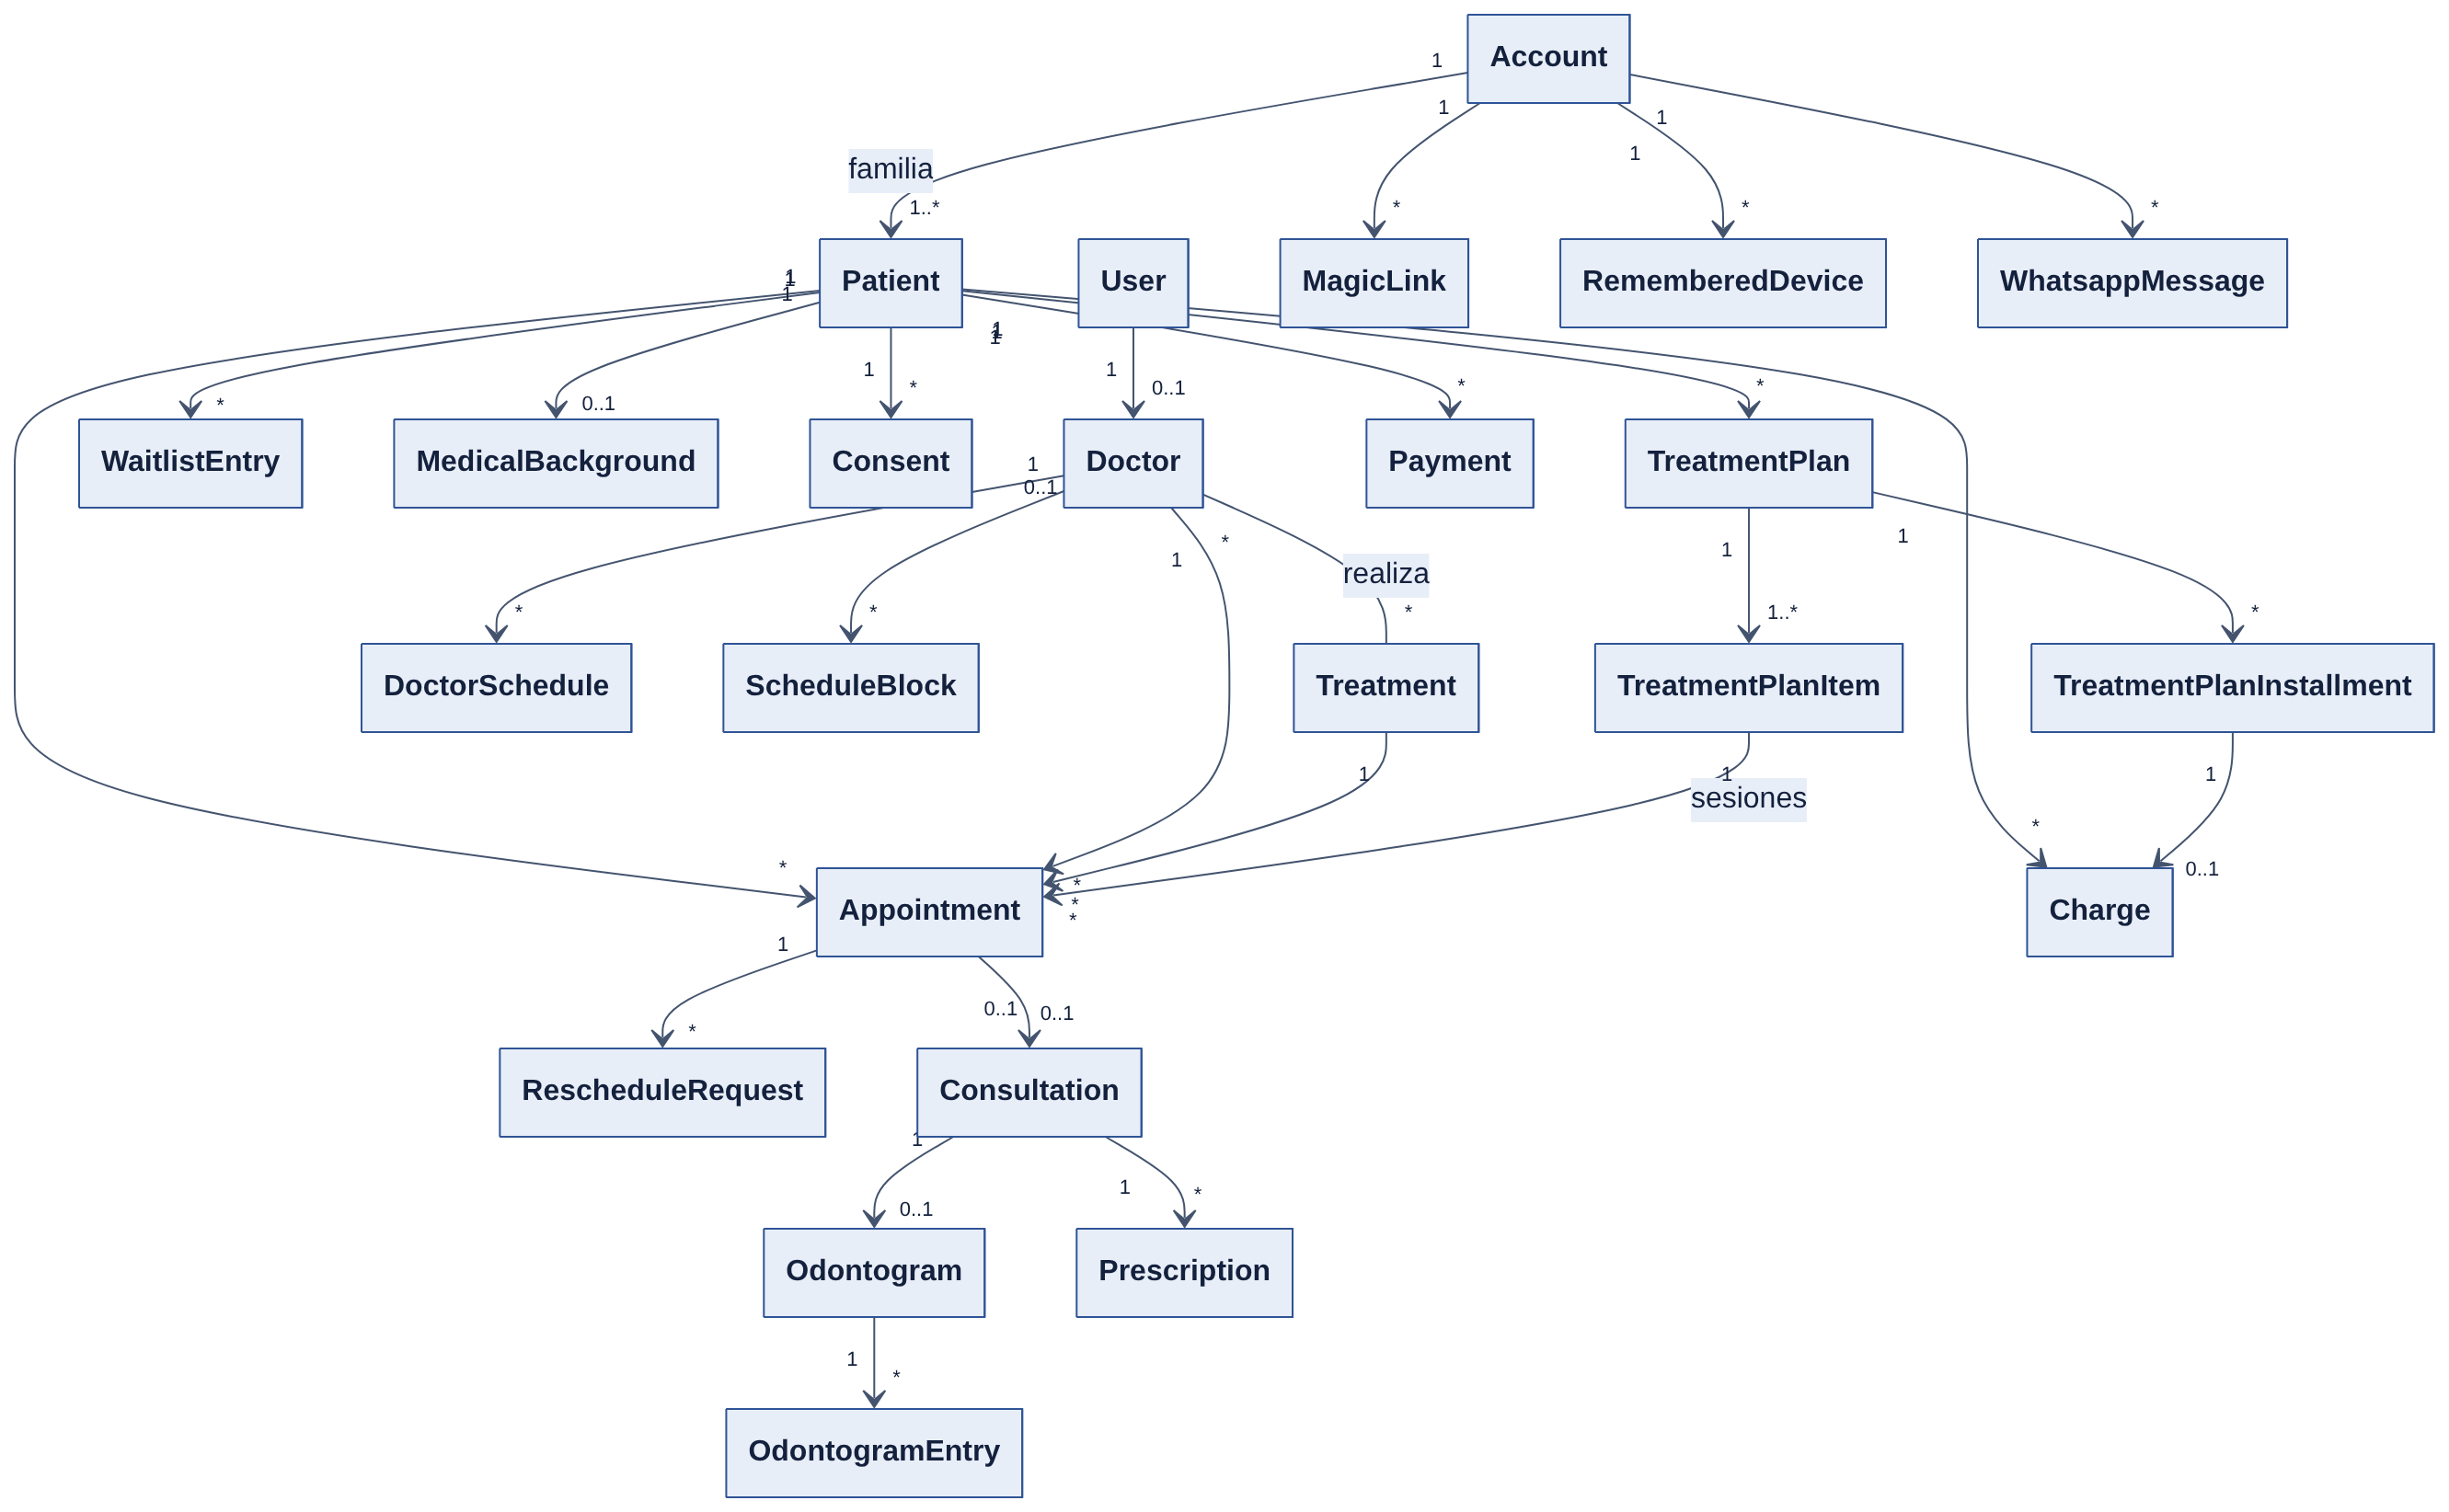 Account
1
1
1
1
familia
1..*
*
*
*
Patient
User
MagicLink
RememberedDevice
WhatsappMessage
1
1
1
1
1
1
1
*
0..1
*
1
0..1
*
*
WaitlistEntry
MedicalBackground
Consent
Doctor
Payment
TreatmentPlan
1
0..1
1
*
1
1
realiza
*
*
*
1..*
*
DoctorSchedule
ScheduleBlock
Treatment
TreatmentPlanItem
TreatmentPlanInstallment
1
1
1
sesiones
*
*
0..1
*
*
*
Appointment
Charge
1
*
0..1
0..1
RescheduleRequest
Consultation
1
0..1
1
*
Odontogram
Prescription
1
*
OdontogramEntry